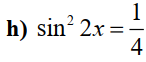 h) sin² 2x = 1/4